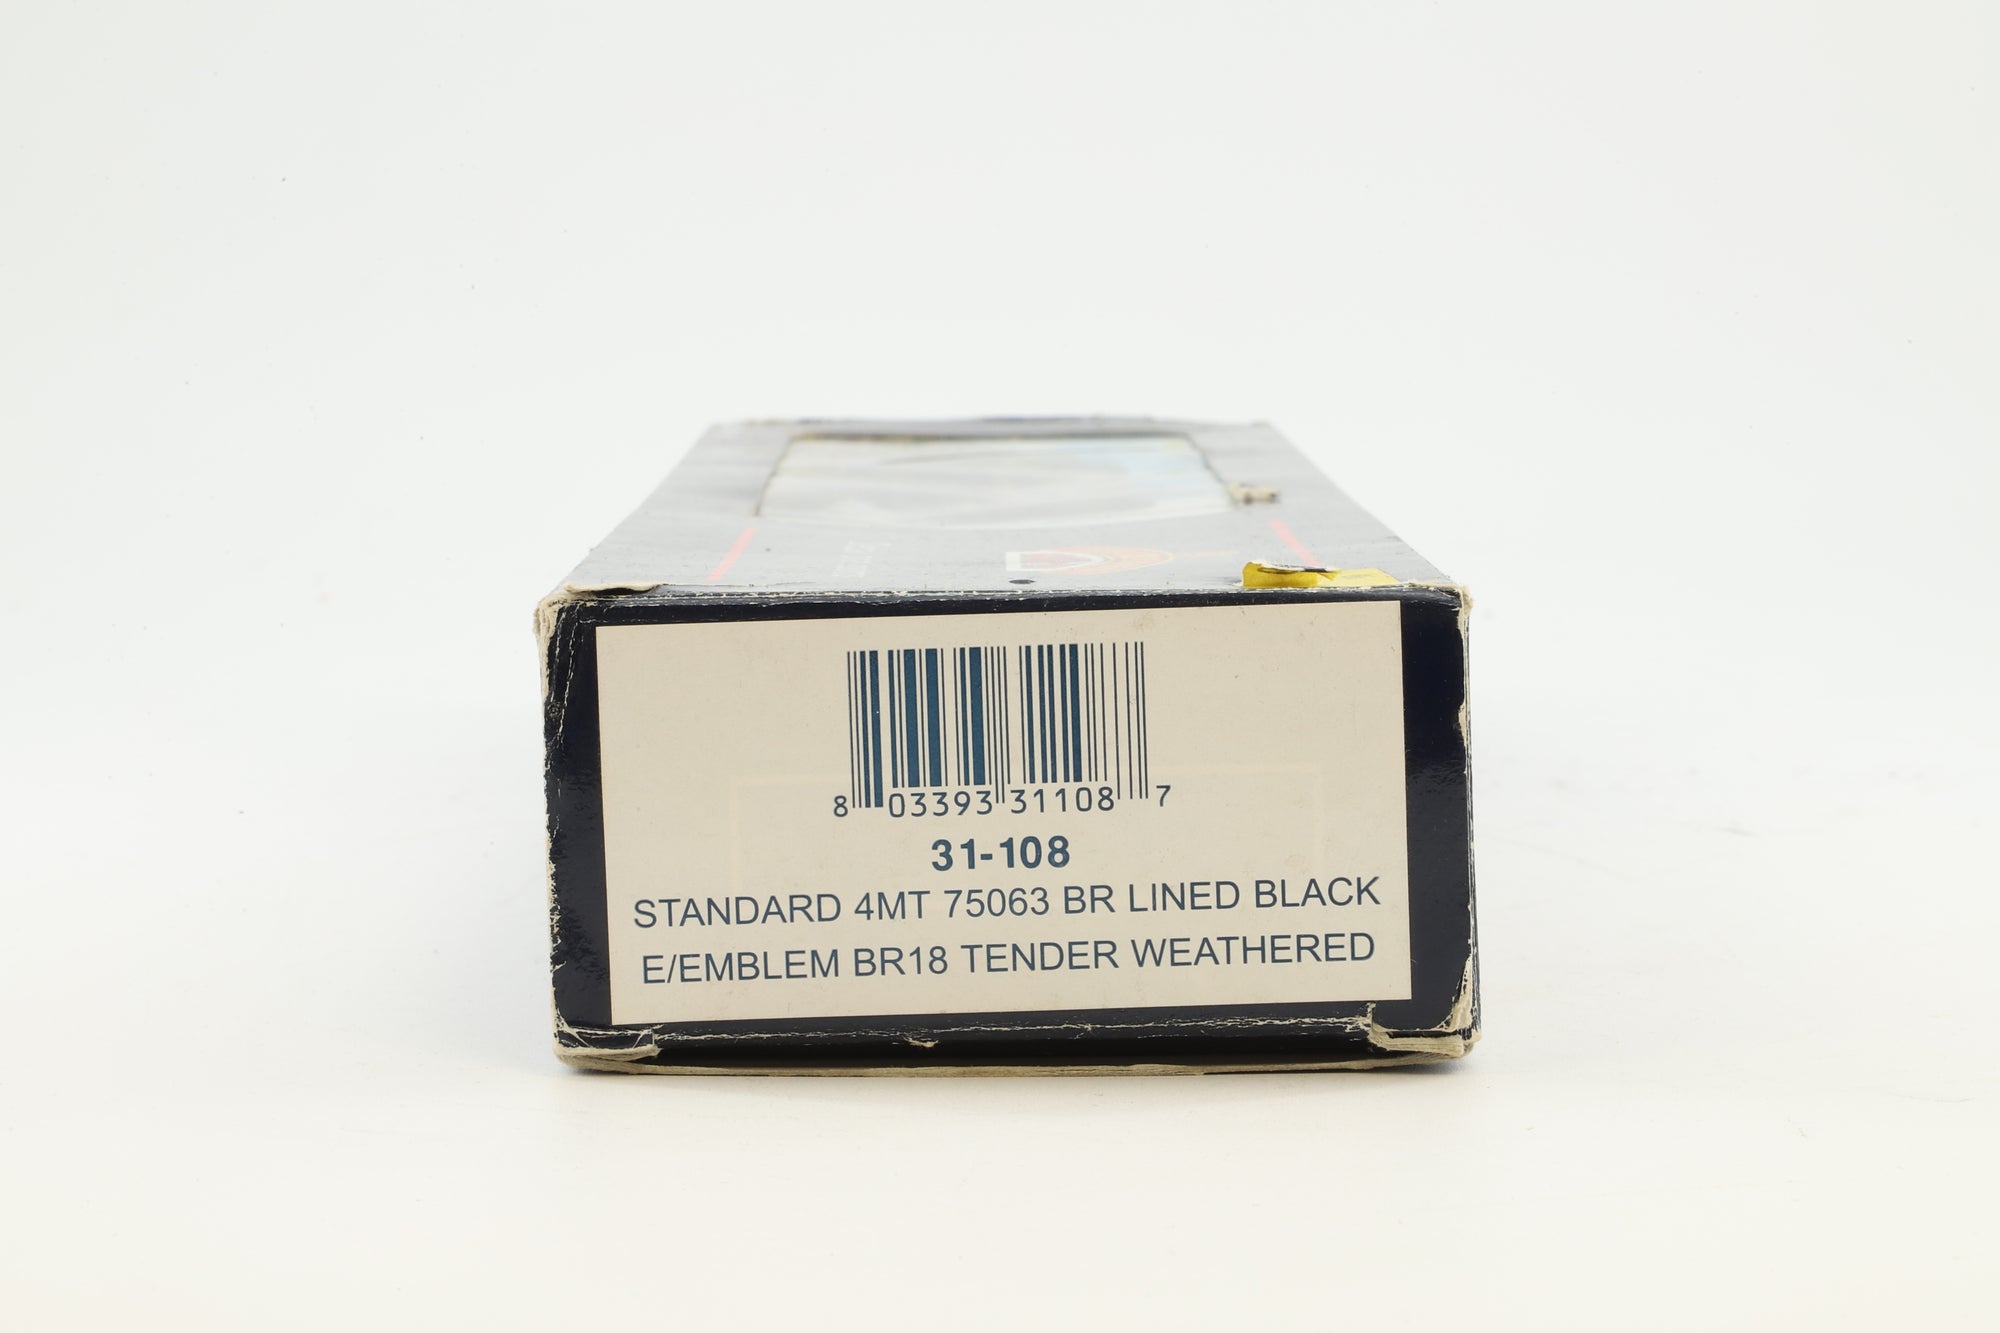 8 03393 31108 7
31-108
STANDARD 4MT 75063 BR LINED BLACK
E/EMBLEM BR18 TENDER WEATHERED